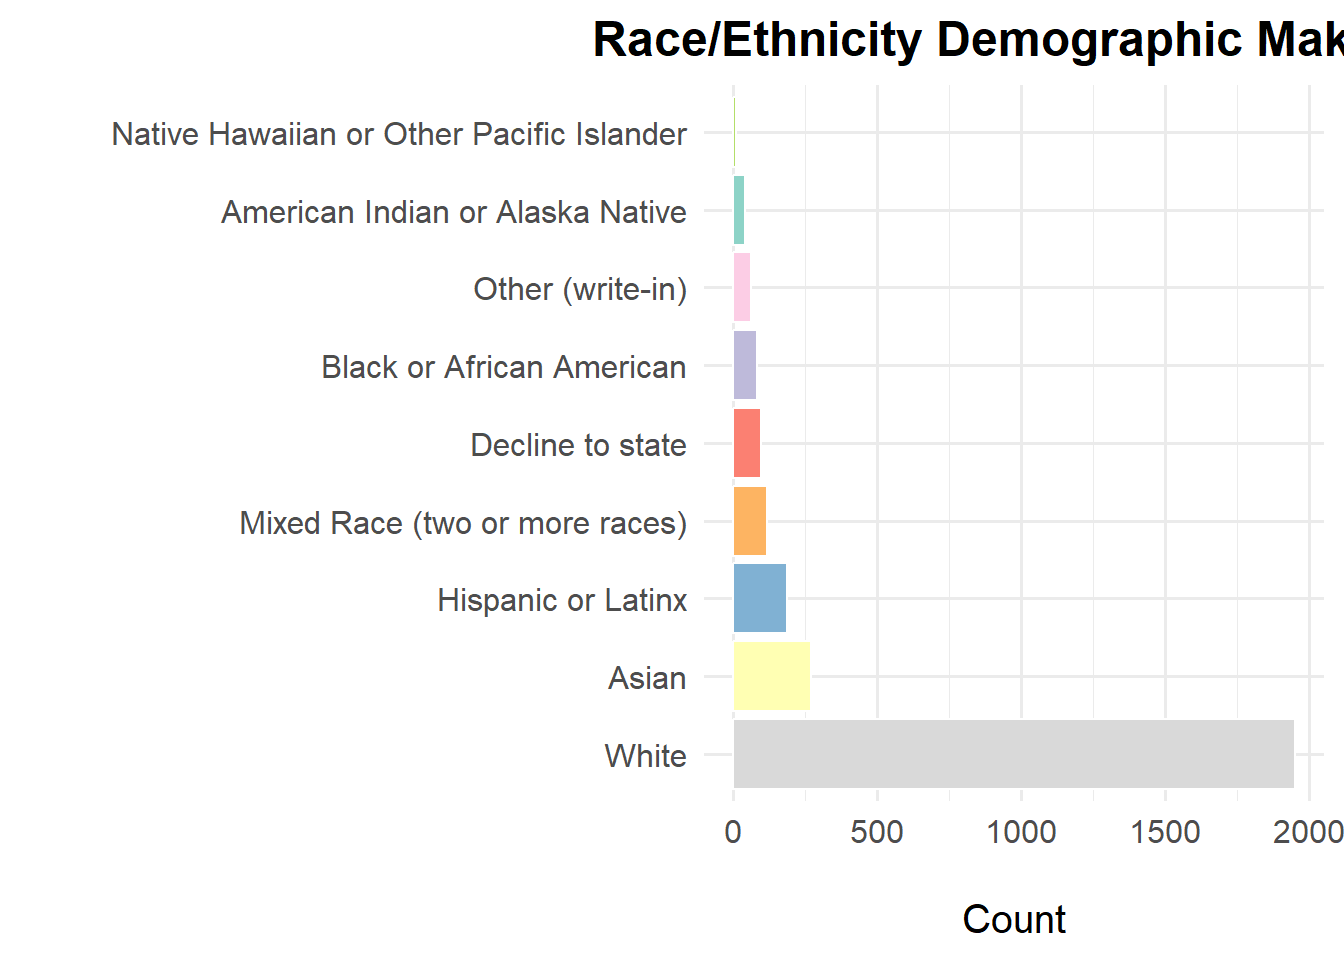 Race/Ethnicity Demographic Mak
Native Hawaiian or Other Pacific Islander
American Indian or Alaska Native
Other (write-in)
Black or African American
Decline to state
Mixed Race (two or more races)
Hispanic or Latinx
Asian
White
0 500 1000 1500 2000
Count